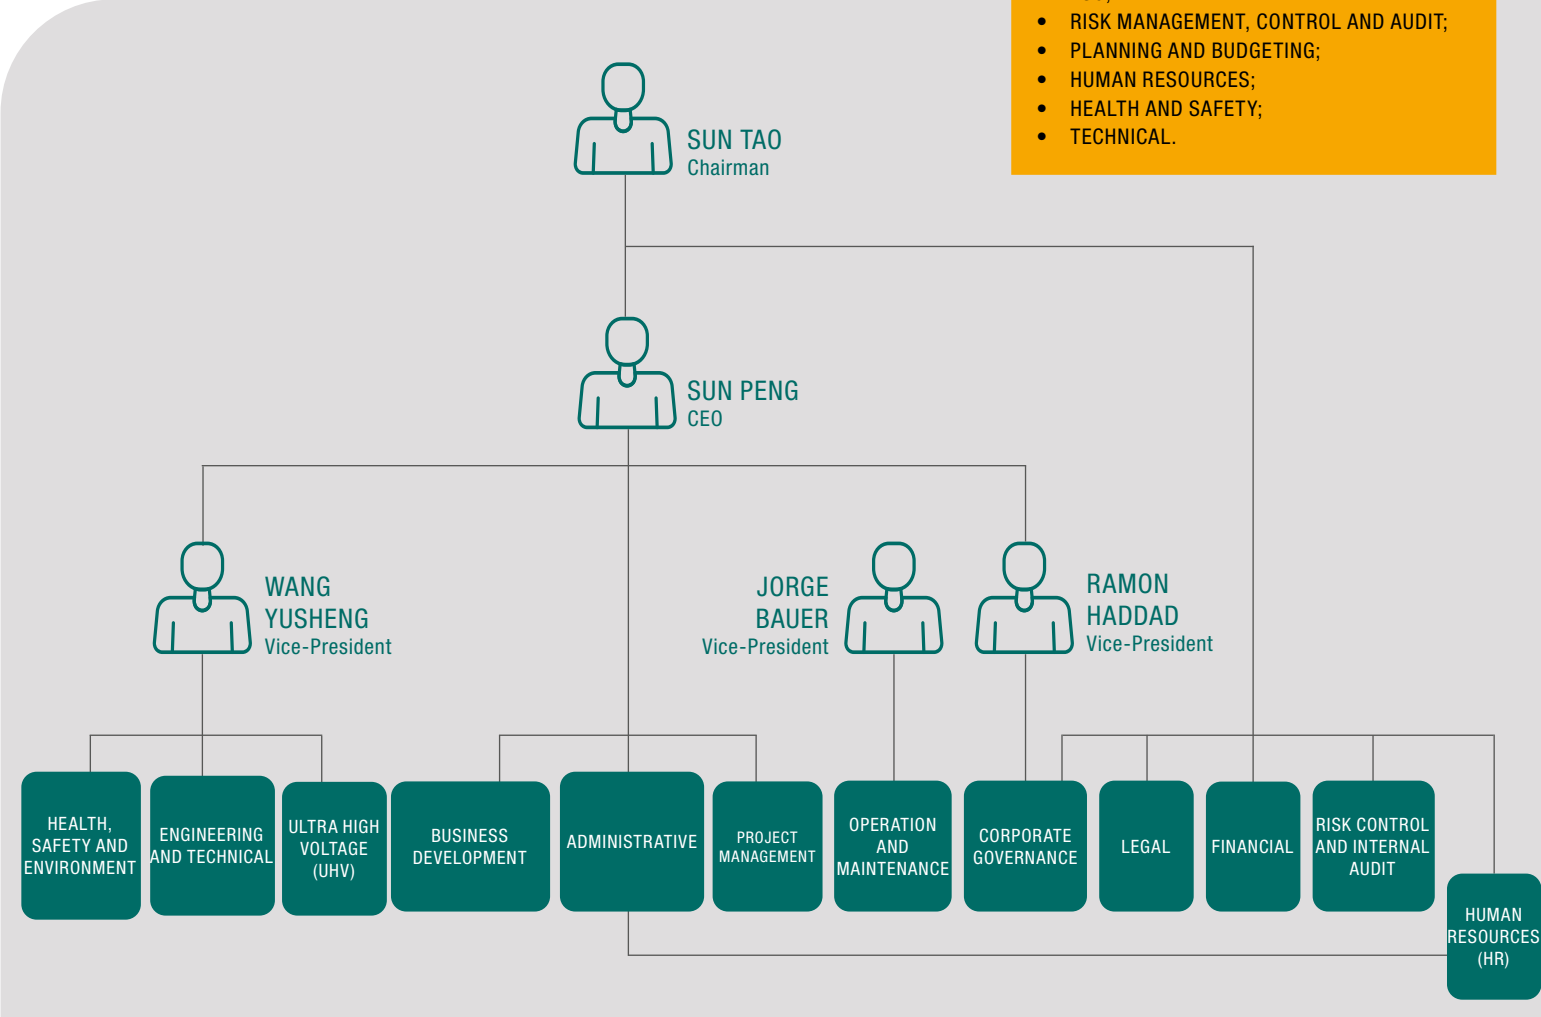 • RISK MANAGEMENT, CONTROL AND AUDIT;
• PLANNING AND BUDGETING;
• HUMAN RESOURCES;
• HEALTH AND SAFETY;
• TECHNICAL.
SUN TAO
Chairman
SUN PENG
CEO
WANG
YUSHENG
Vice-President
JORGE
BAUER
Vice-President
RAMON
HADDAD
Vice-President
HEALTH,
SAFETY AND
ENVIRONMENT
ENGINEERING
AND TECHNICAL
ULTRA HIGH
VOLTAGE
(UHV)
BUSINESS
DEVELOPMENT
ADMINISTRATIVE
PROJECT
MANAGEMENT
OPERATION
AND
MAINTENANCE
CORPORATE
GOVERNANCE
LEGAL
FINANCIAL
RISK CONTROL
AND INTERNAL
AUDIT
HUMAN
RESOURCES
(HR)